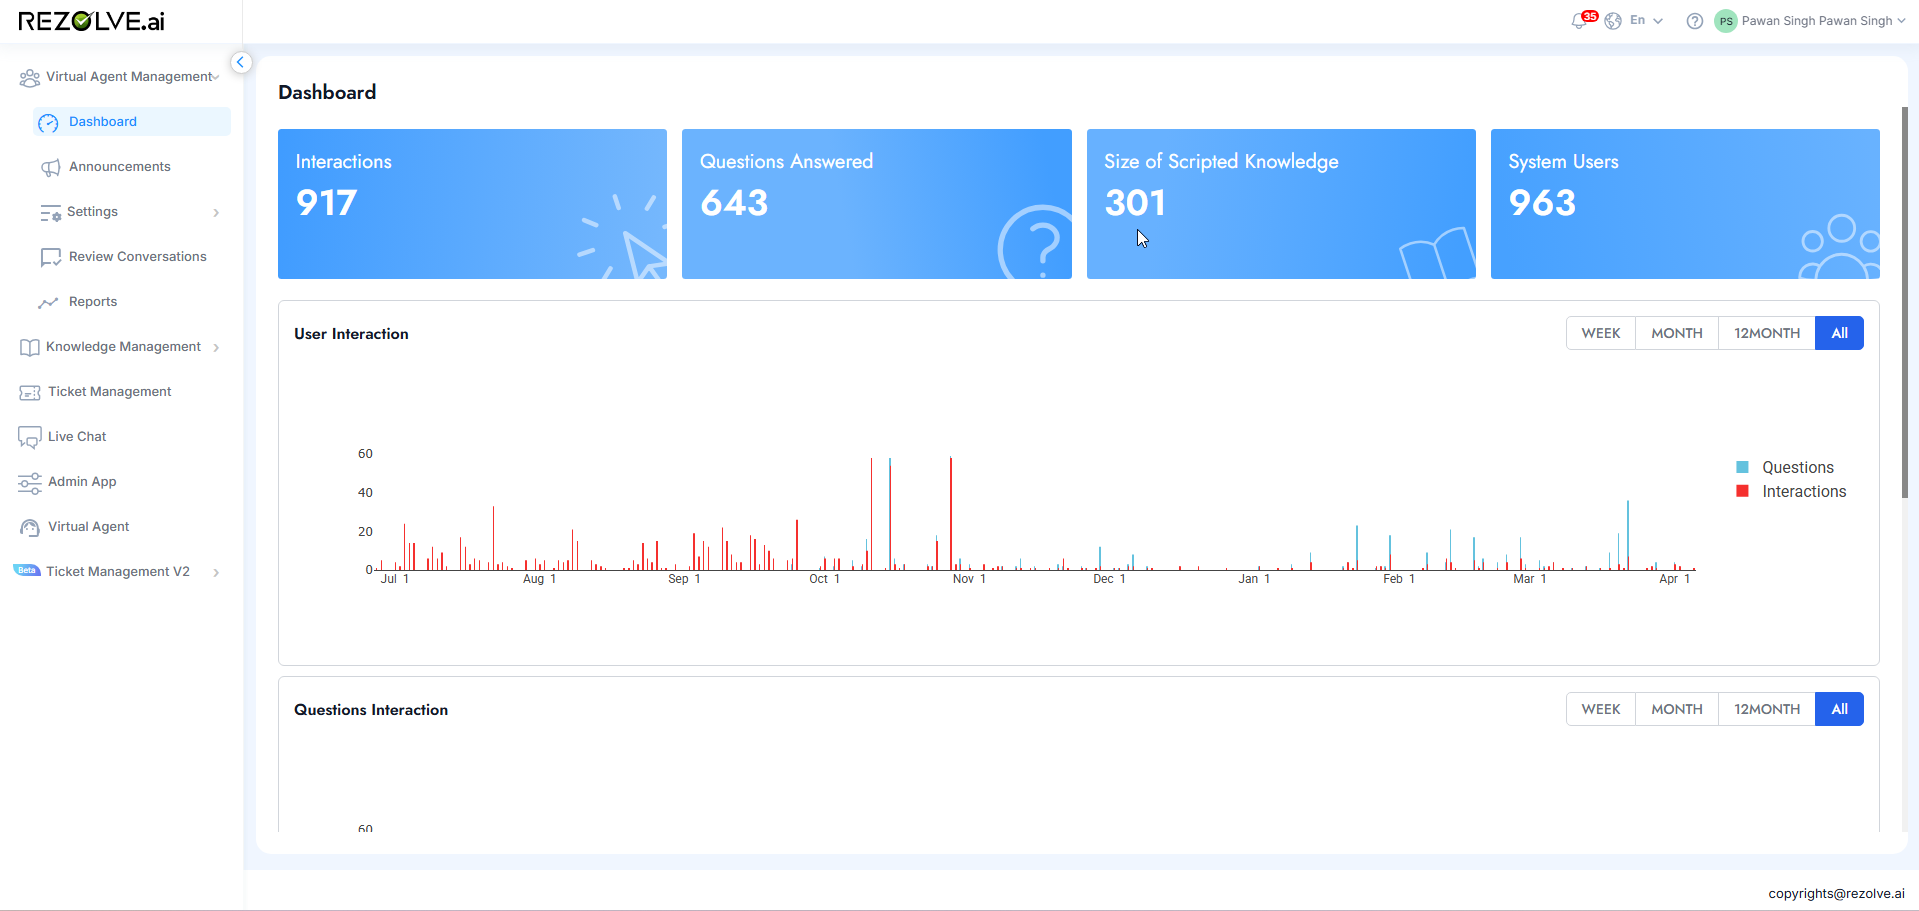 REZOLVE.ai
35
En
PS
Pawan Singh Pawan Singh
Virtual Agent Management
Dashboard
Announcements
Settings
Review Conversations
Reports
Knowledge Management
Ticket Management
Live Chat
Admin App
Virtual Agent
Beta
Ticket Management V2
Dashboard
Interactions
917
Questions Answered
643
Size of Scripted Knowledge
301
System Users
963
User Interaction
WEEK MONTH 12MONTH All
60
40
20
0
Jul 1 Aug 1 Sep 1 Oct 1 Nov 1 Dec 1 Jan 1 Feb 1 Mar 1 Apr 1
Questions
Interactions
Questions Interaction
WEEK MONTH 12MONTH All
60
copyrights@rezolve.ai